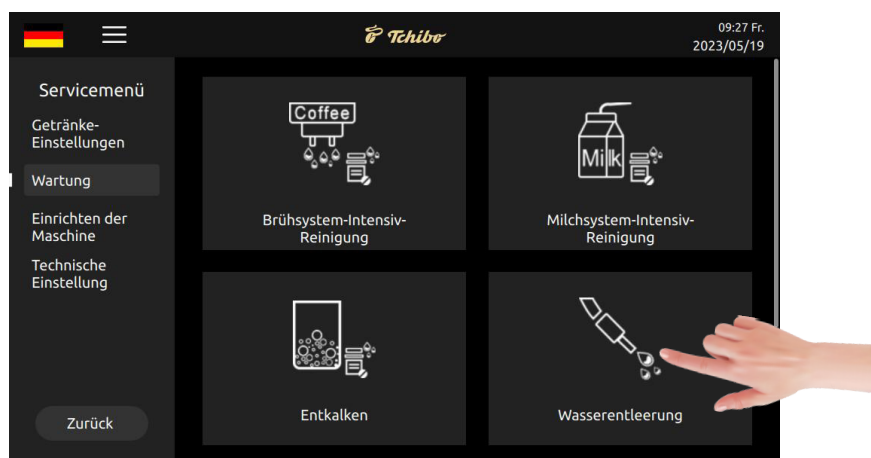 Tchibo
09:27 Fr.
2023/05/19
Servicemenü
Getränke-
Einstellungen
Wartung
Einrichten der
Maschine
Technische
Einstellung
Zurück
Coffee
Brühsystem-Intensiv-
Reinigung
Milk
Milchsystem-Intensiv-
Reinigung
Entkalken
Wasserentleerung